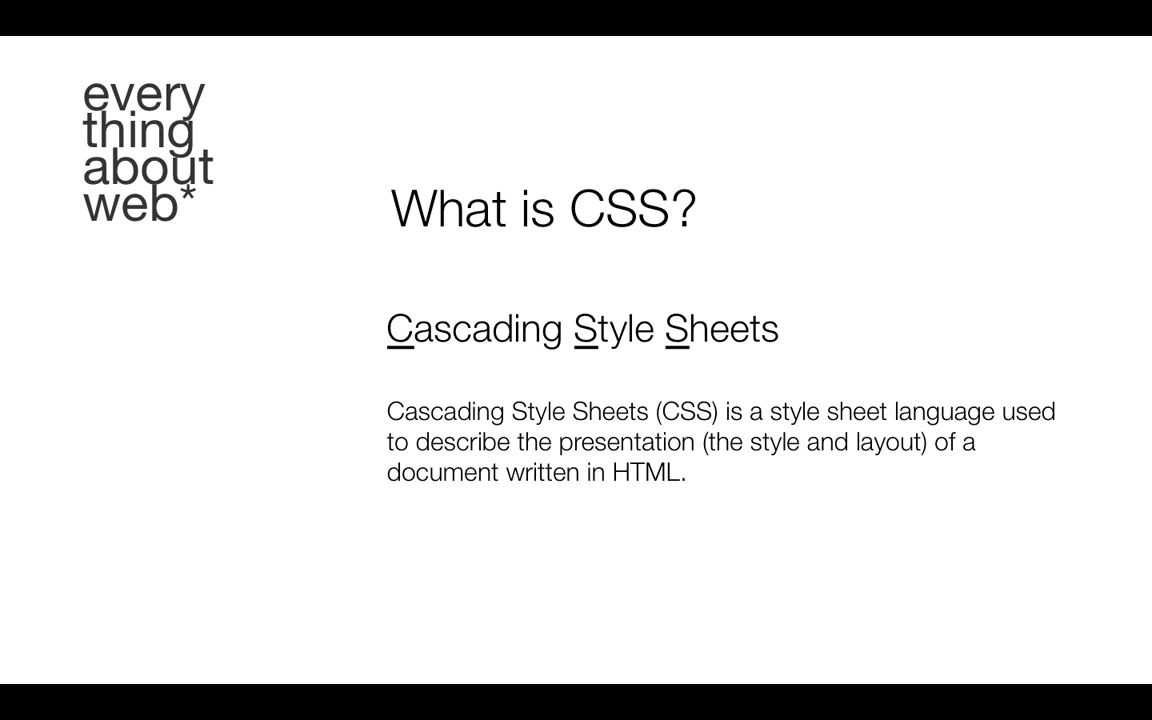 every
thing
about
web*
What is CSS?
Cascading Style Sheets
Cascading Style Sheets (CSS) is a style sheet language used
to describe the presentation (the style and layout) of a
document written in HTML.